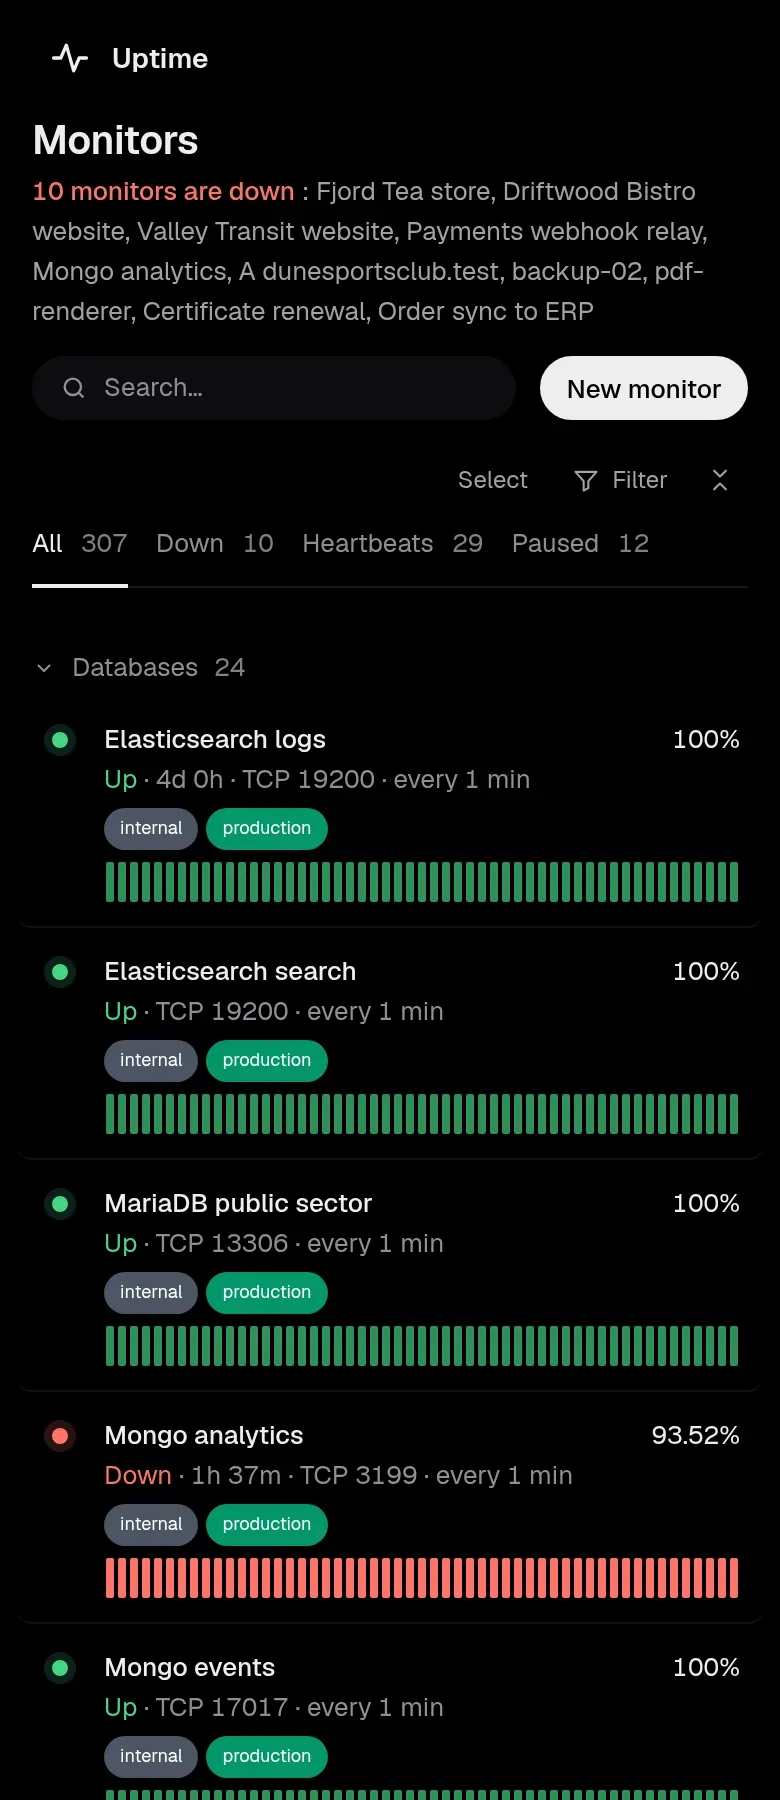 Uptime
Monitors
10 monitors are down : Fjord Tea store, Driftwood Bistro
website, Valley Transit website, Payments webhook relay,
Mongo analytics, A dunesportsclub.test, backup-02, pdf-
renderer, Certificate renewal, Order sync to ERP
Search...
New monitor
Select
Filter
All 307 Down 10 Heartbeats 29 Paused 12
Databases 24
Elasticsearch logs 100%
Up · 4d 0h · TCP 19200 · every 1 min
internal production
Elasticsearch search 100%
Up · TCP 19200 · every 1 min
internal production
MariaDB public sector 100%
Up · TCP 13306 · every 1 min
internal production
Mongo analytics 93.52%
Down · 1h 37m · TCP 3199 · every 1 min
internal production
Mongo events 100%
Up · TCP 17017 · every 1 min
internal production